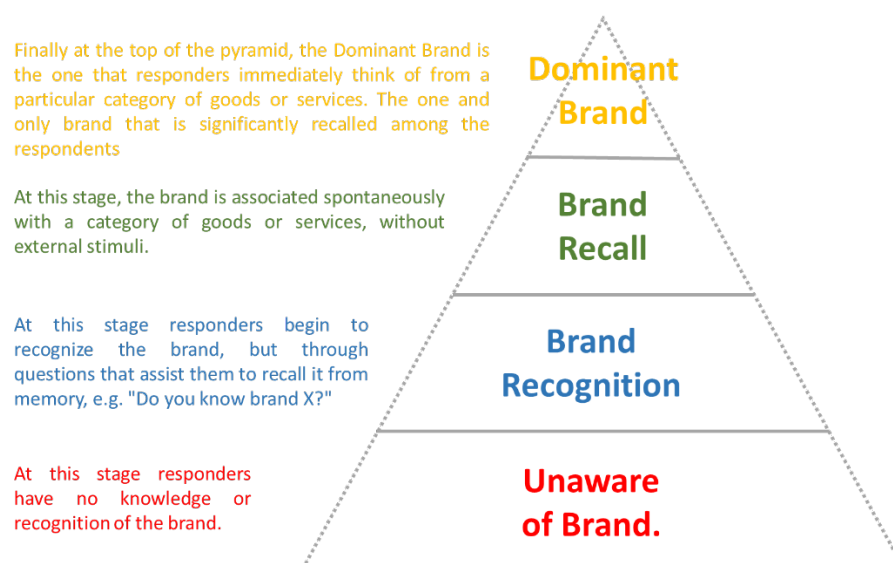 Finally at the top of the pyramid, the Dominant Brand is
the one that responders immediately think of from a
particular category of goods or services. The one and
only brand that is significantly recalled among the
respondents
Dominant
Brand
At this stage, the brand is associated spontaneously
with a category of goods or services, without
external stimuli.
Brand
Recall
At this stage responders begin to
recognize the brand, but through
questions that assist them to recall it from
memory, e.g. "Do you know brand X?"
Brand
Recognition
At this stage responders
have no knowledge or
recognition of the brand.
Unaware
of Brand.